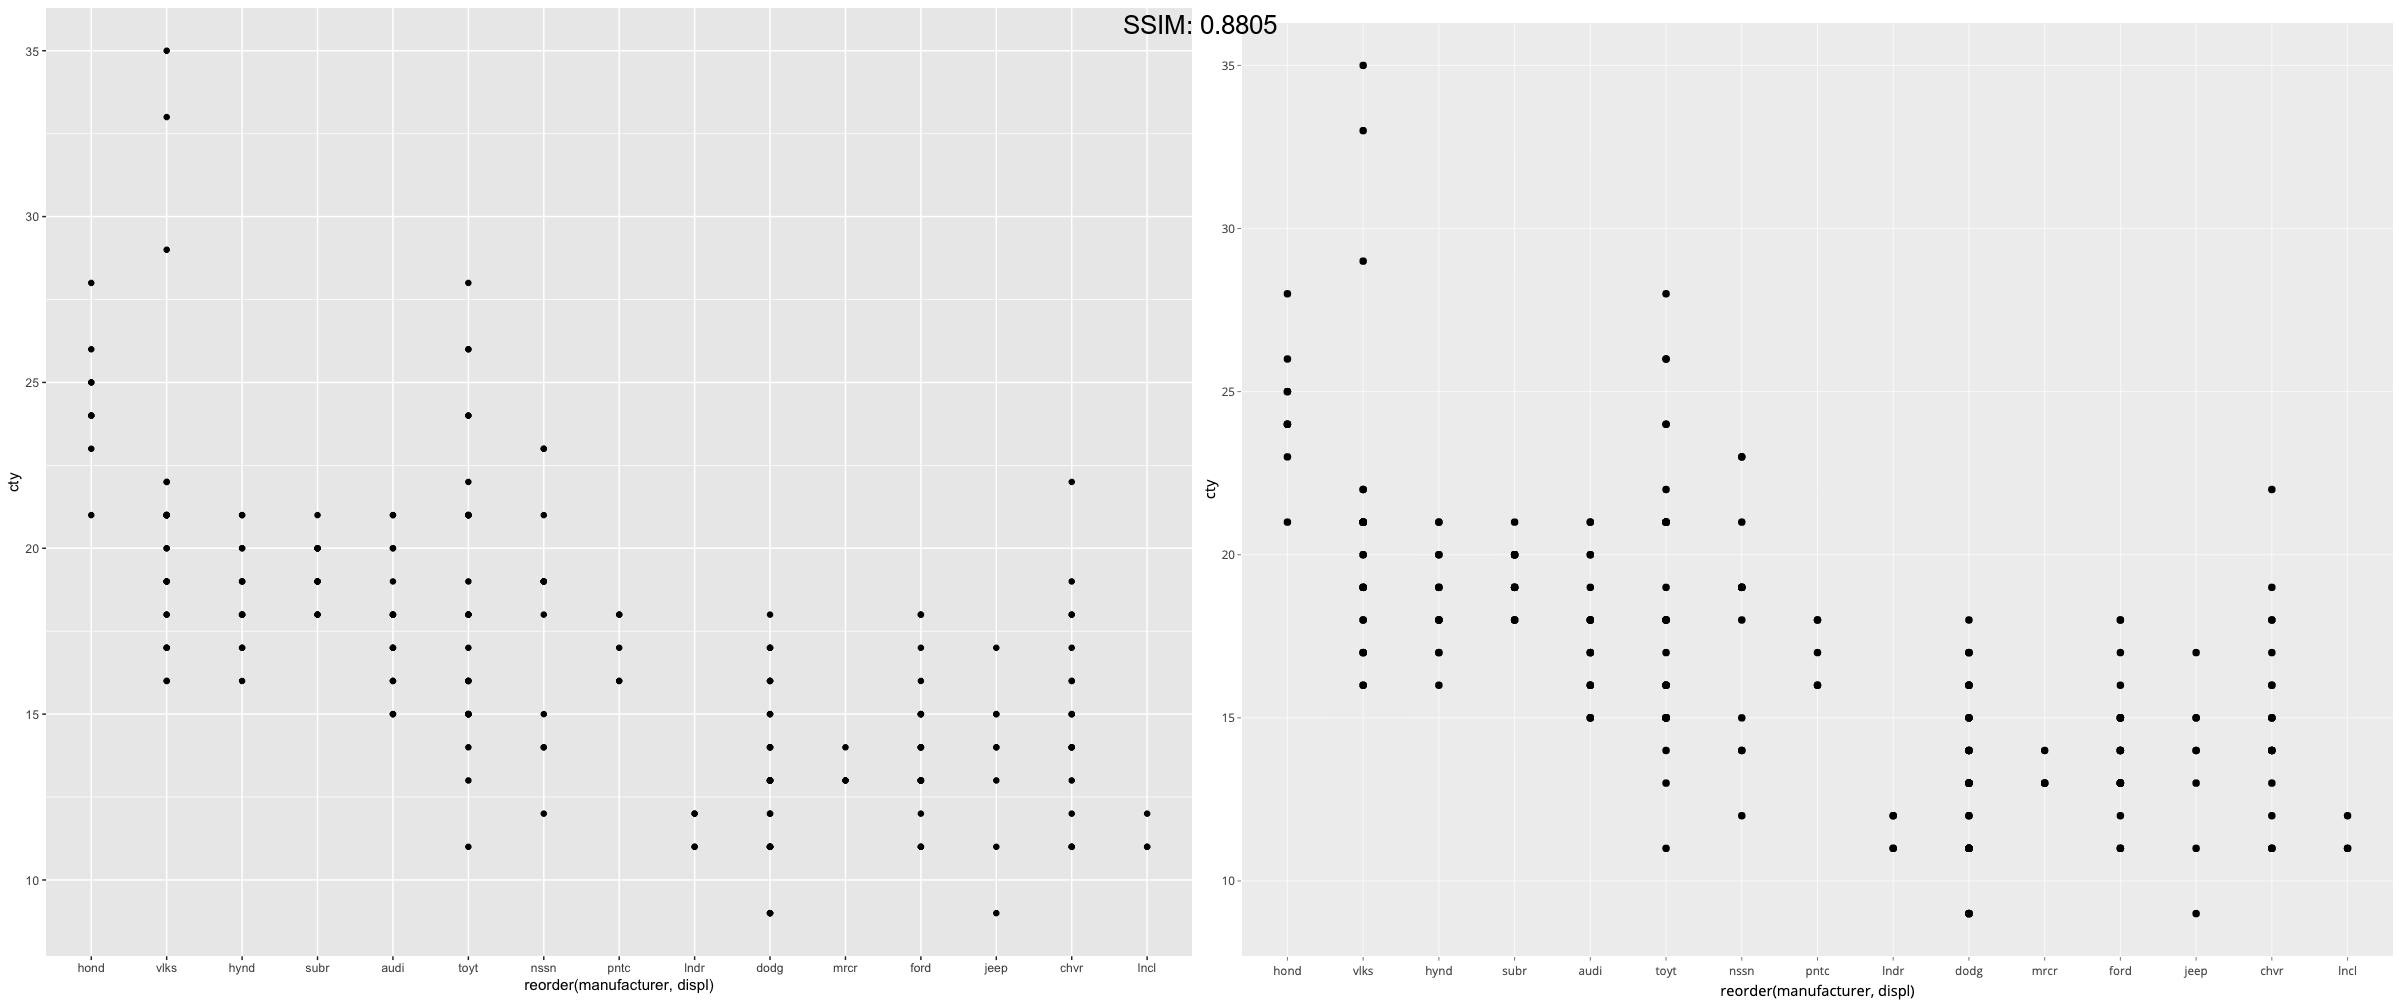 SSIM: 0.8805
35
30
25
20
15
10
cty
hond vlks hynd subr audi toyt nssn pntc lndr dodg mrcr ford jeep chvr lncl
reorder(manufacturer, displ)
35
30
25
20
15
10
cty
hond vlks hynd subr audi toyt nssn pntc lndr dodg mrcr ford jeep chvr lncl
reorder(manufacturer, displ)